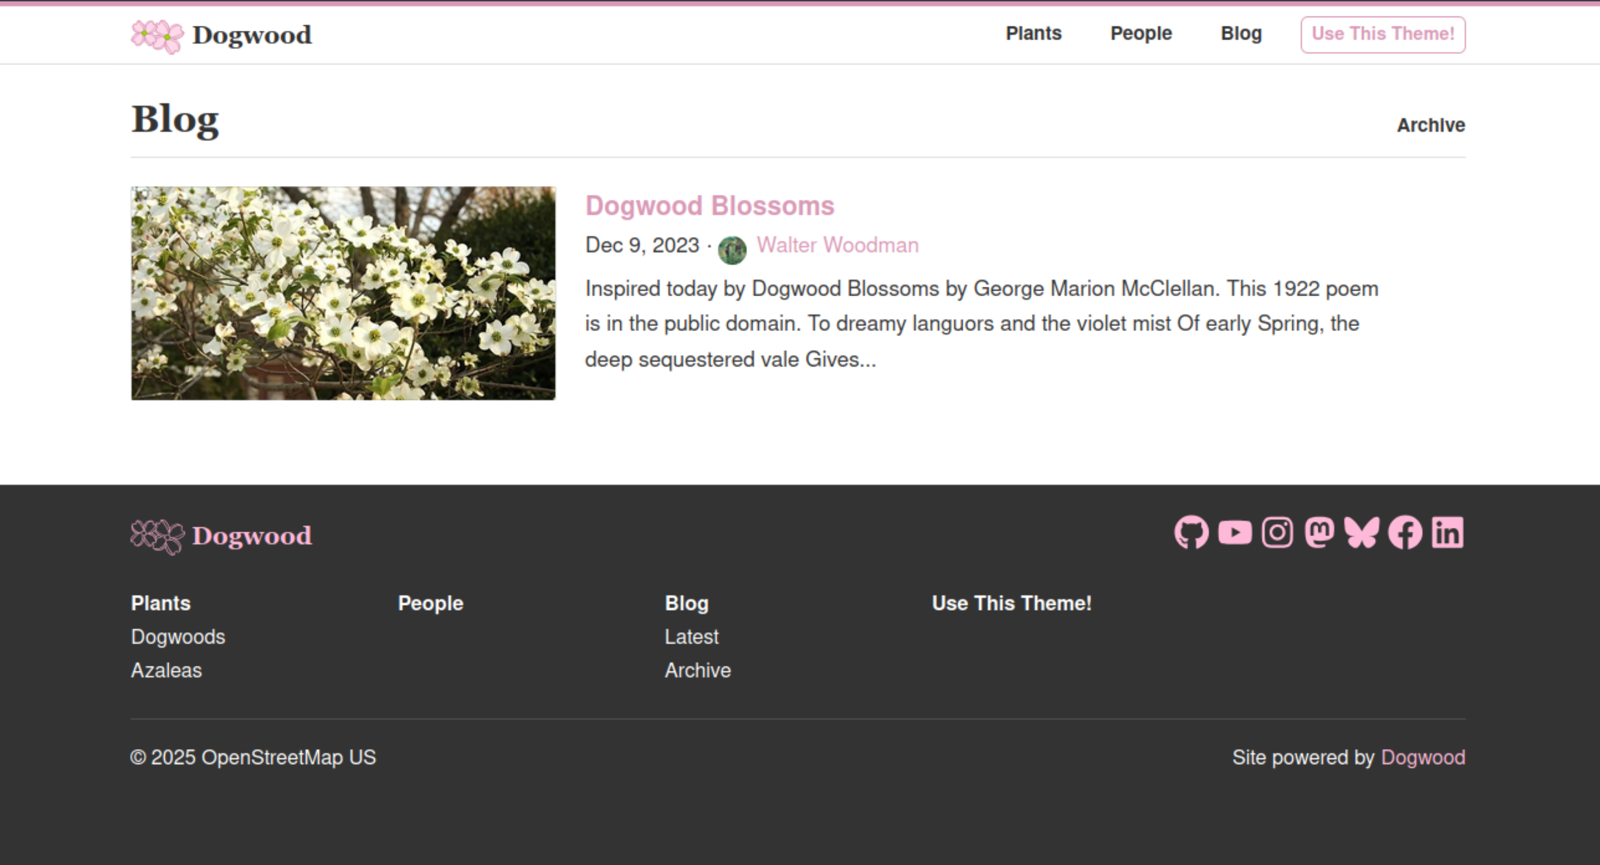 Dogwood
Plants People Blog Use This Theme!
Blog
Archive
Dogwood Blossoms
Dec 9, 2023 · Walter Woodman
Inspired today by Dogwood Blossoms by George Marion McClellan. This 1922 poem
is in the public domain. To dreamy languors and the violet mist Of early Spring, the
deep sequestered vale Gives...
Dogwood
Plants
Dogwoods
Azaleas
People
Blog
Latest
Archive
Use This Theme!
© 2025 OpenStreetMap US
Site powered by Dogwood